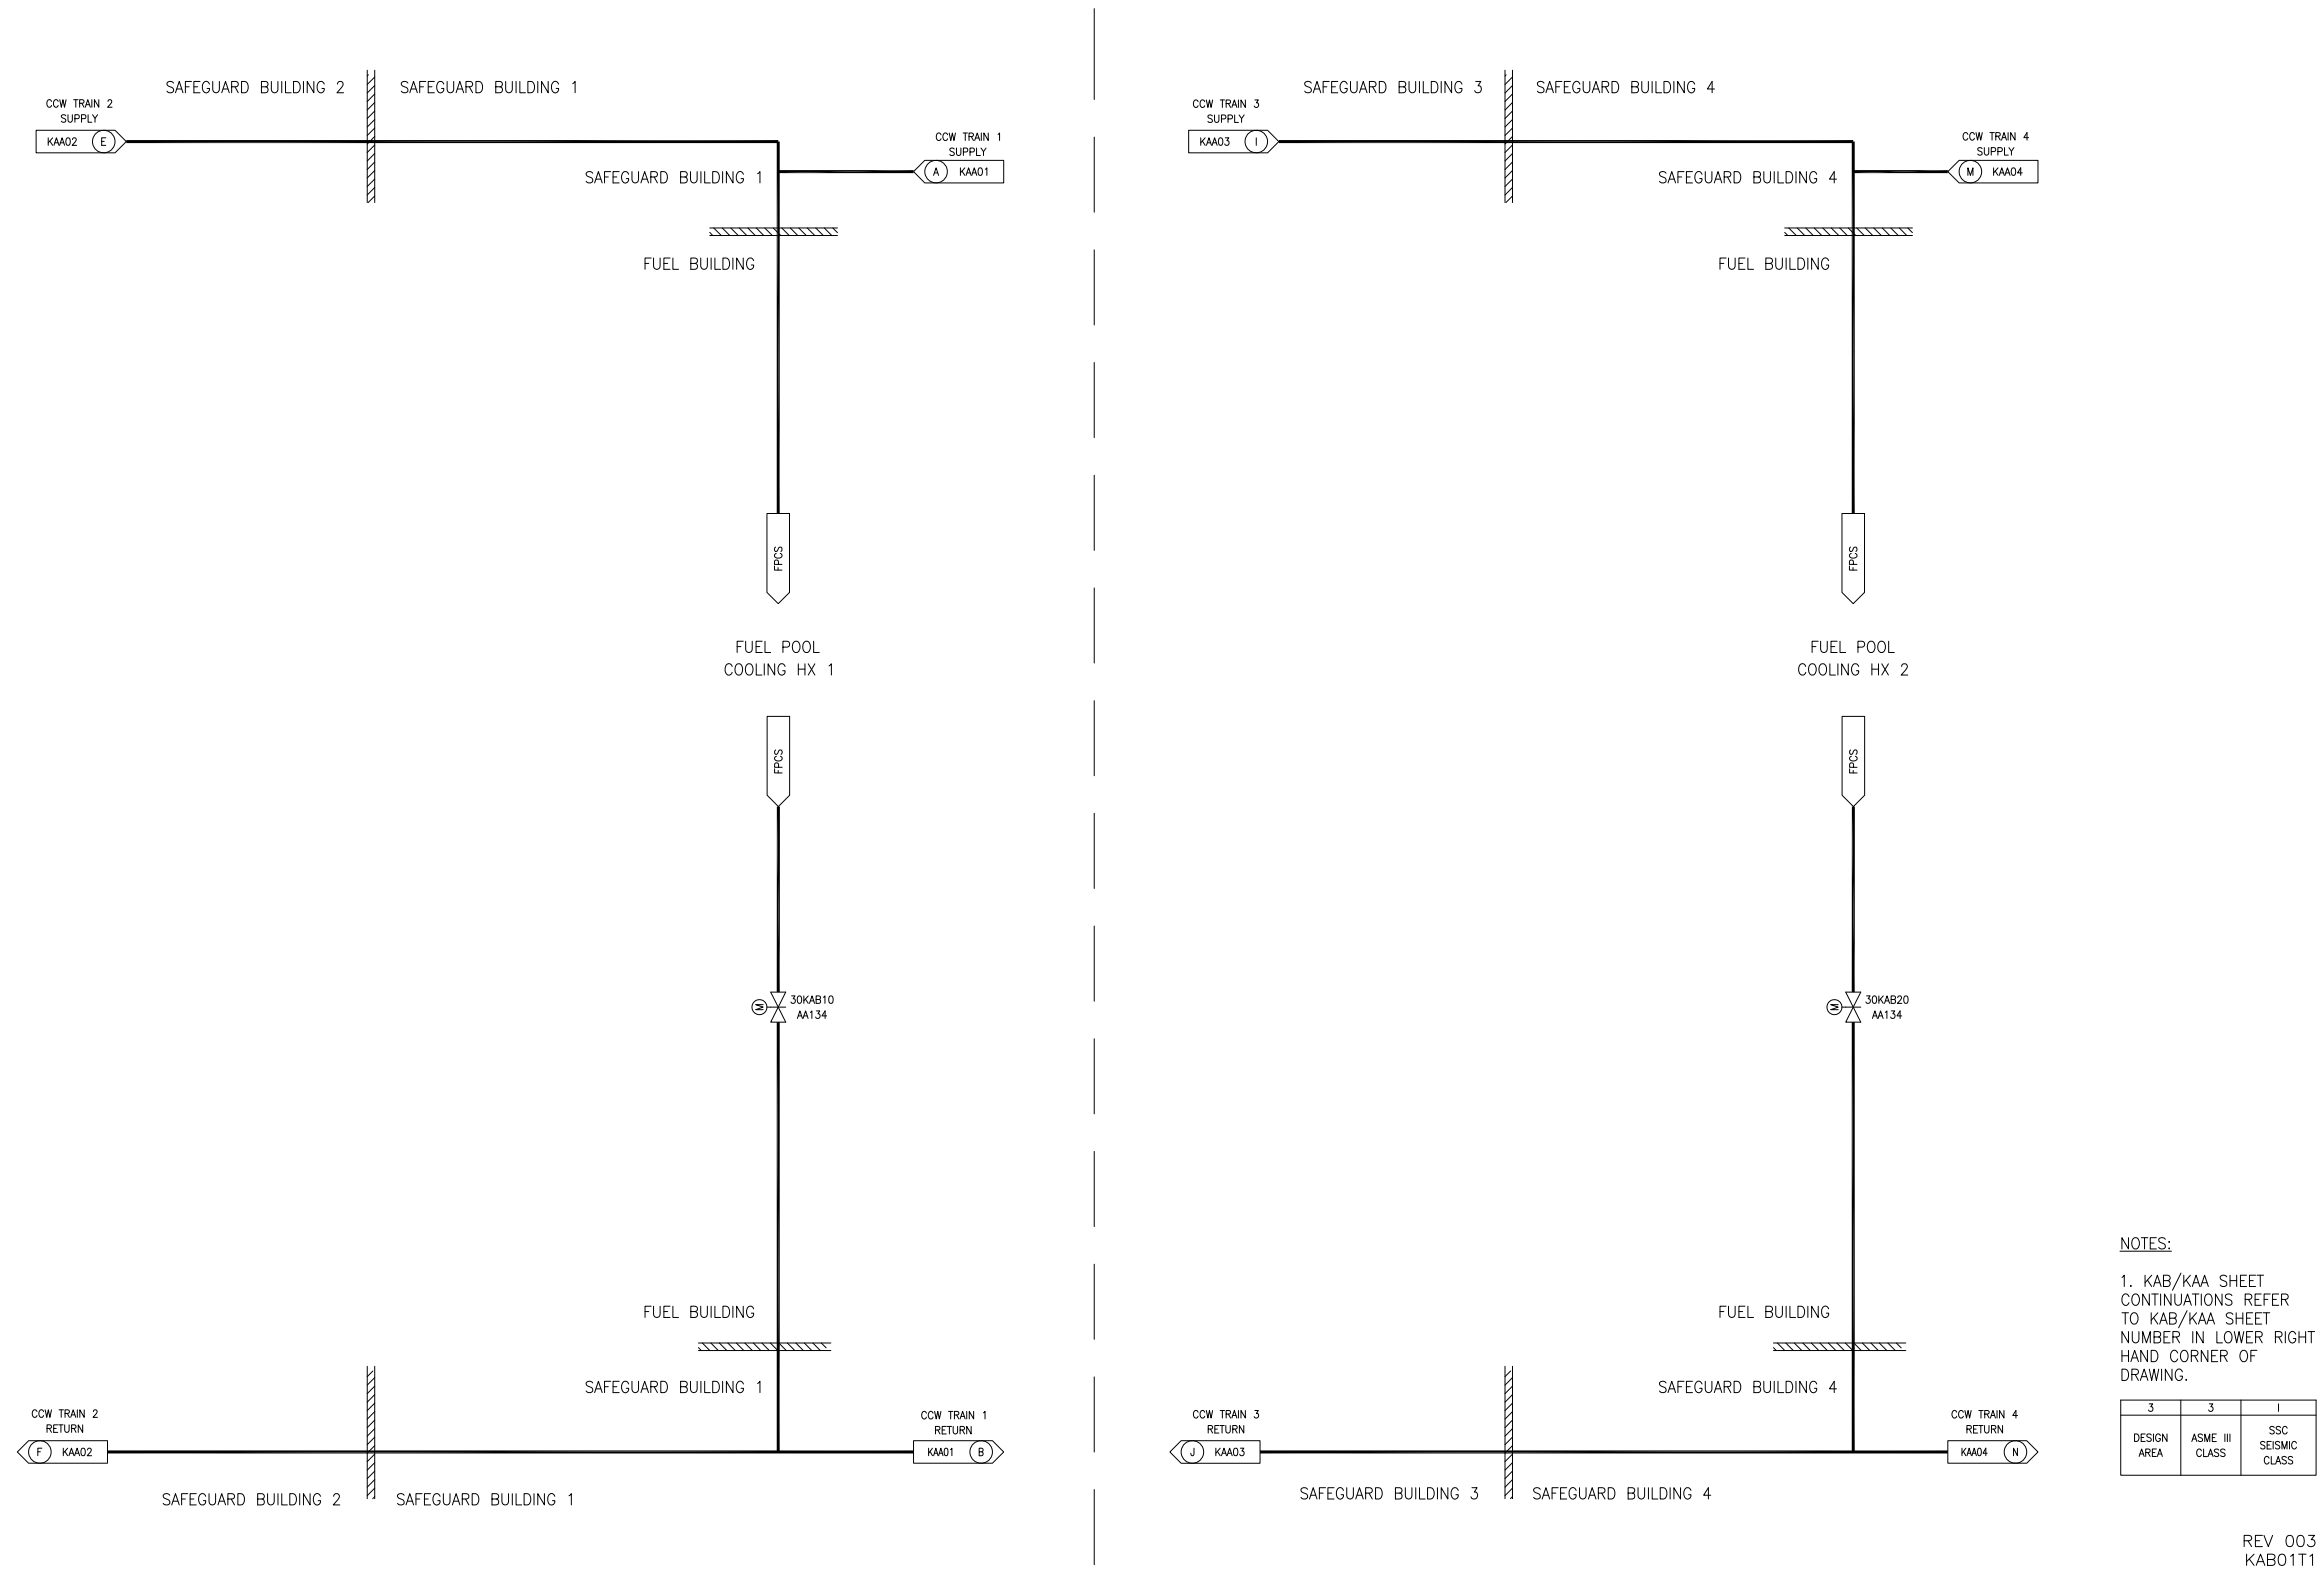 SAFEGUARD BUILDING 2
SAFEGUARD BUILDING 1
CCW TRAIN 2
SUPPLY
KAA02 E
CCW TRAIN 1
SUPPLY
A KAA01
SAFEGUARD BUILDING 1
FUEL BUILDING
FPCS
FUEL POOL
COOLING HX 1
FPCS
M
30KAB10
AA134
FUEL BUILDING
SAFEGUARD BUILDING 1
CCW TRAIN 2
RETURN
F KAA02
CCW TRAIN 1
RETURN
KAA01 B
SAFEGUARD BUILDING 2
SAFEGUARD BUILDING 1
SAFEGUARD BUILDING 3
SAFEGUARD BUILDING 4
CCW TRAIN 3
SUPPLY
KAA03 I
CCW TRAIN 4
SUPPLY
M KAA04
SAFEGUARD BUILDING 4
FUEL BUILDING
FPCS
FUEL POOL
COOLING HX 2
FPCS
M
30KAB20
AA134
FUEL BUILDING
SAFEGUARD BUILDING 4
CCW TRAIN 3
RETURN
J KAA03
CCW TRAIN 4
RETURN
KAA04 N
SAFEGUARD BUILDING 3
SAFEGUARD BUILDING 4
NOTES:
1. KAB/KAA SHEET
CONTINUATIONS REFER
TO KAB/KAA SHEET
NUMBER IN LOWER RIGHT
HAND CORNER OF
DRAWING.
3 3 I
DESIGN
AREA
ASME III
CLASS
SSC
SEISMIC
CLASS
REV 003
KAB01T1